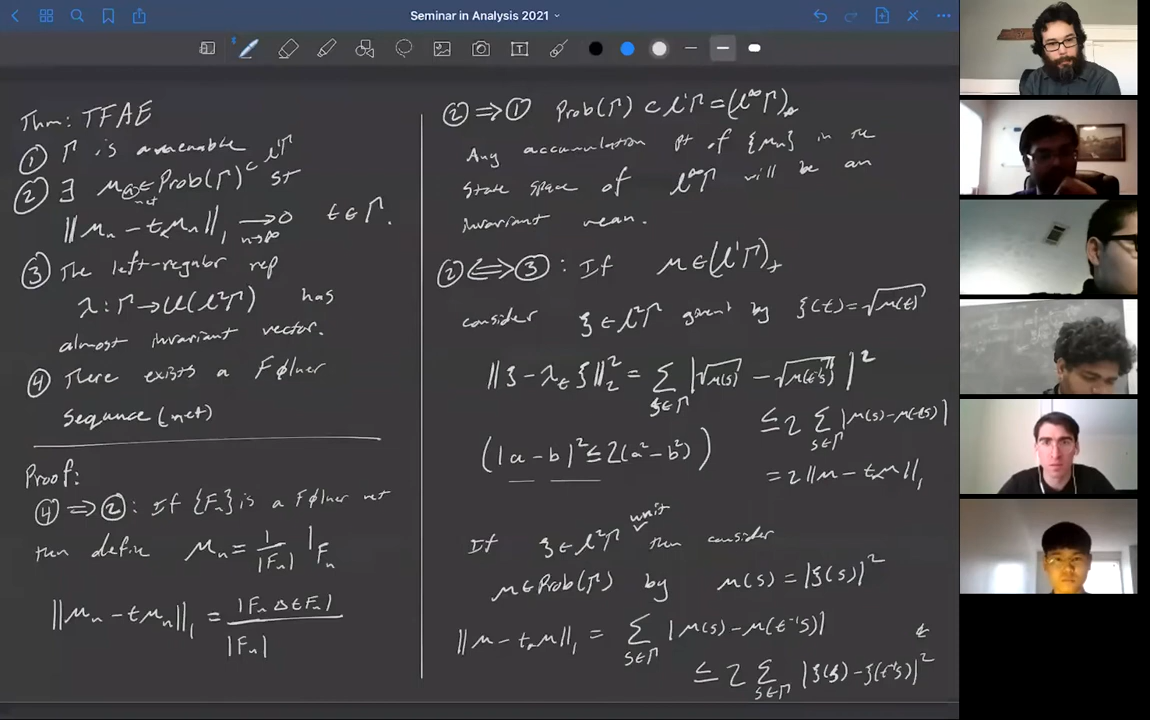 Seminar in Analysis 2021
Thm: TFAE
① Γ is amenable
② ∃ μₙ ∈ Prob(Γ) ⊂ ℓ¹Γ st
net
‖μₙ − t⁎μₙ‖₁ → 0 t ∈ Γ.
n→∞
③ The left-regular rep
λ: Γ → U(ℓ²Γ) has
almost invariant vector.
④ There exists a Følner
sequence (net)
Proof:
④ ⇒ ②: If {Fₙ} is a Følner net
then define μₙ = 1/|Fₙ| 1_Fₙ
‖μₙ − tμₙ‖₁ = |Fₙ Δ tFₙ| / |Fₙ|
② ⇒ ① Prob(Γ) ⊂ ℓ¹Γ = (ℓ^∞Γ)⁎
Any accumulation pt of {μₙ} in the
state space of ℓ^∞Γ will be an
invariant mean.
② ⇔ ③: If μ ∈ (ℓ¹Γ)₊
consider ξ ∈ ℓ²Γ given by ξ(t) = √μ(t)
‖ξ − λ_t ξ‖₂² = Σ_{s∈Γ} |√μ(s) − √μ(t⁻¹s)|²
≤ 2 Σ_{s∈Γ} |μ(s) − μ(t⁻¹s)|
(|a − b|² ≤ 2(a² − b²))
= 2‖μ − t⁎μ‖₁
If ξ ∈ ℓ²Γ unit then consider
μ ∈ Prob(Γ) by μ(s) = |ξ(s)|²
‖μ − t⁎μ‖₁ = Σ_{s∈Γ} |μ(s) − μ(t⁻¹s)|
≤ 2 Σ_{s∈Γ} |ξ(s) − ξ(t⁻¹s)|²